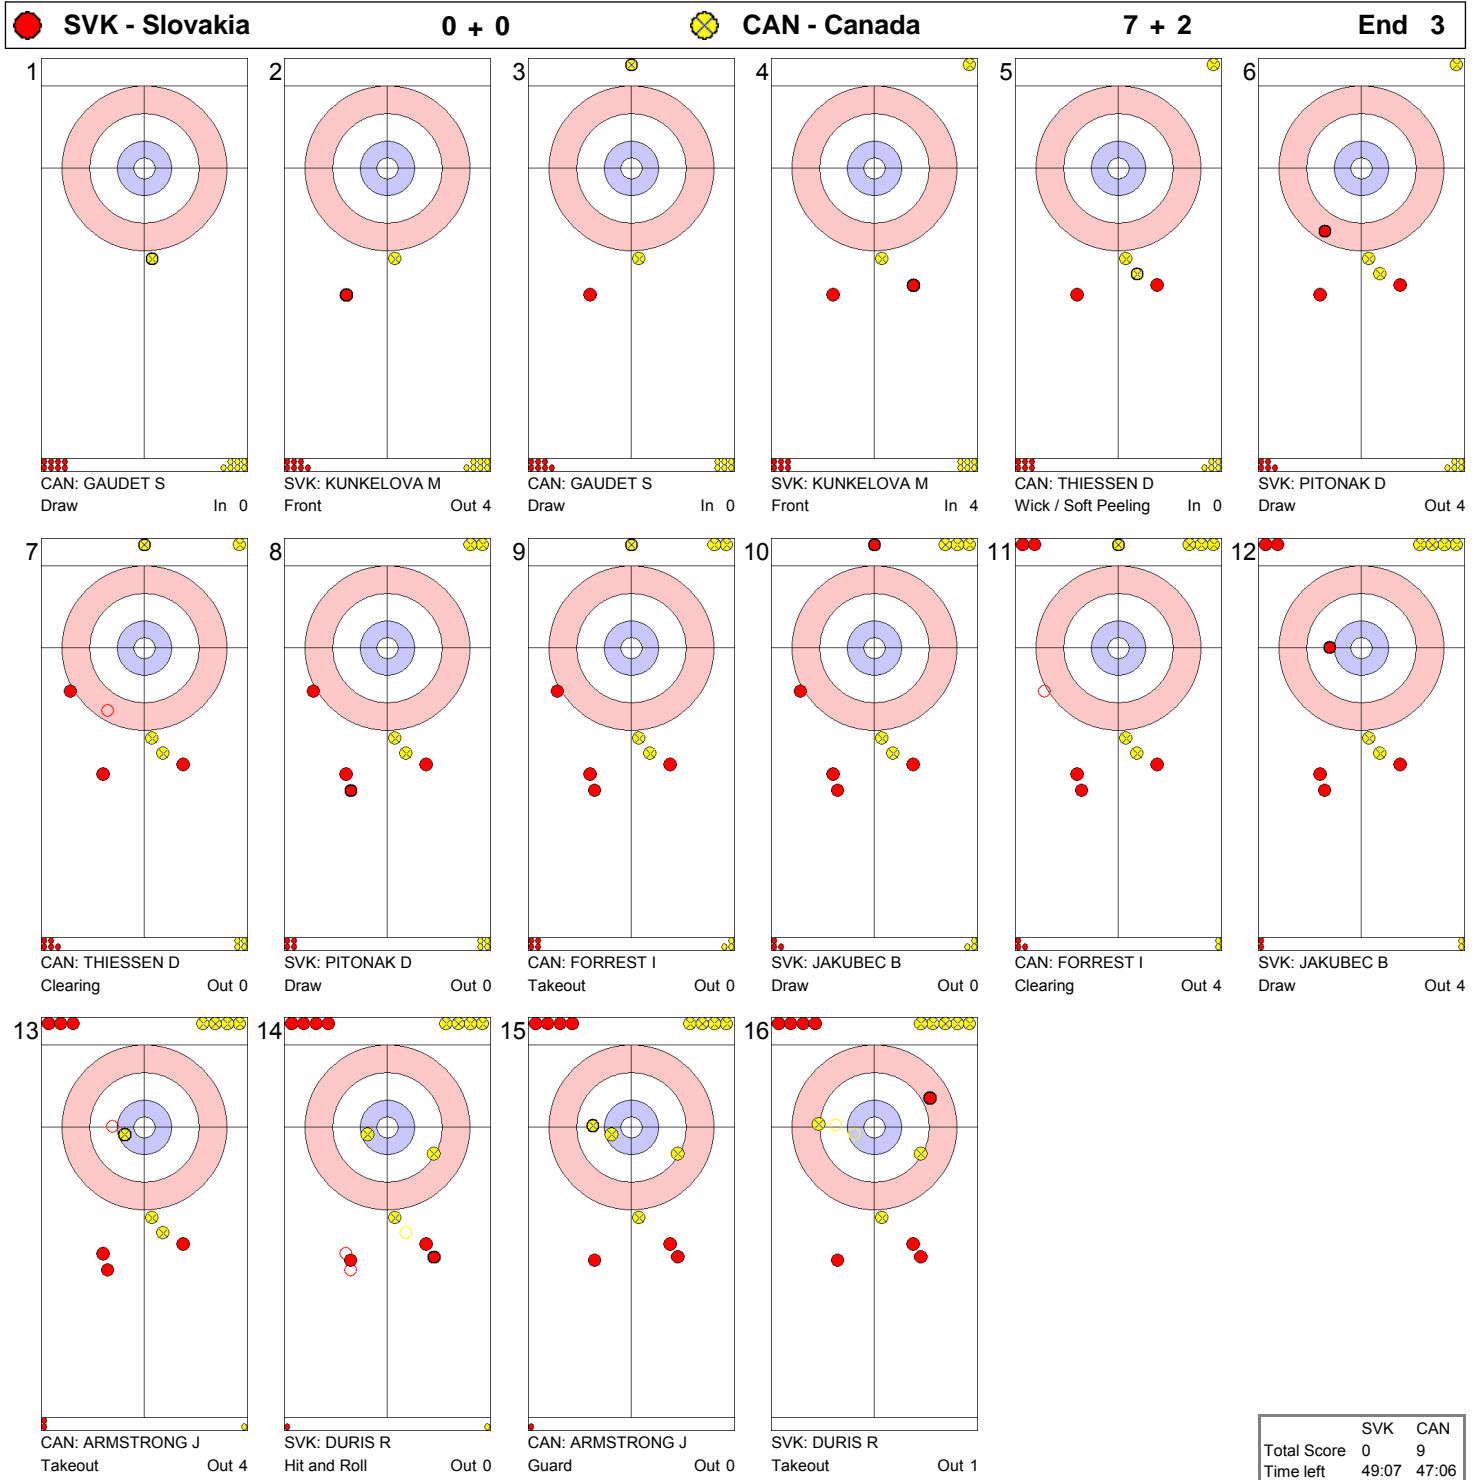 SVK - Slovakia 0 + 0 CAN - Canada 7 + 2 End 3
1 2 3 4 5 6
CAN: GAUDET S SVK: KUNKELOVA M CAN: GAUDET S SVK: KUNKELOVA M CAN: THIESSEN D SVK: PITONAK D
Draw In 0 Front Out 4 Draw In 0 Front In 4 Wick / Soft Peeling In 0 Draw Out 4
7 8 9 10 11 12
CAN: THIESSEN D SVK: PITONAK D CAN: FORREST I SVK: JAKUBEC B CAN: FORREST I SVK: JAKUBEC B
Clearing Out 0 Draw Out 0 Takeout Out 0 Draw Out 0 Clearing Out 4 Draw Out 4
13 14 15 16
CAN: ARMSTRONG J SVK: DURIS R CAN: ARMSTRONG J SVK: DURIS R
Takeout Out 4 Hit and Roll Out 0 Guard Out 0 Takeout Out 1
SVK CAN
Total Score 0 9
Time left 49:07 47:06